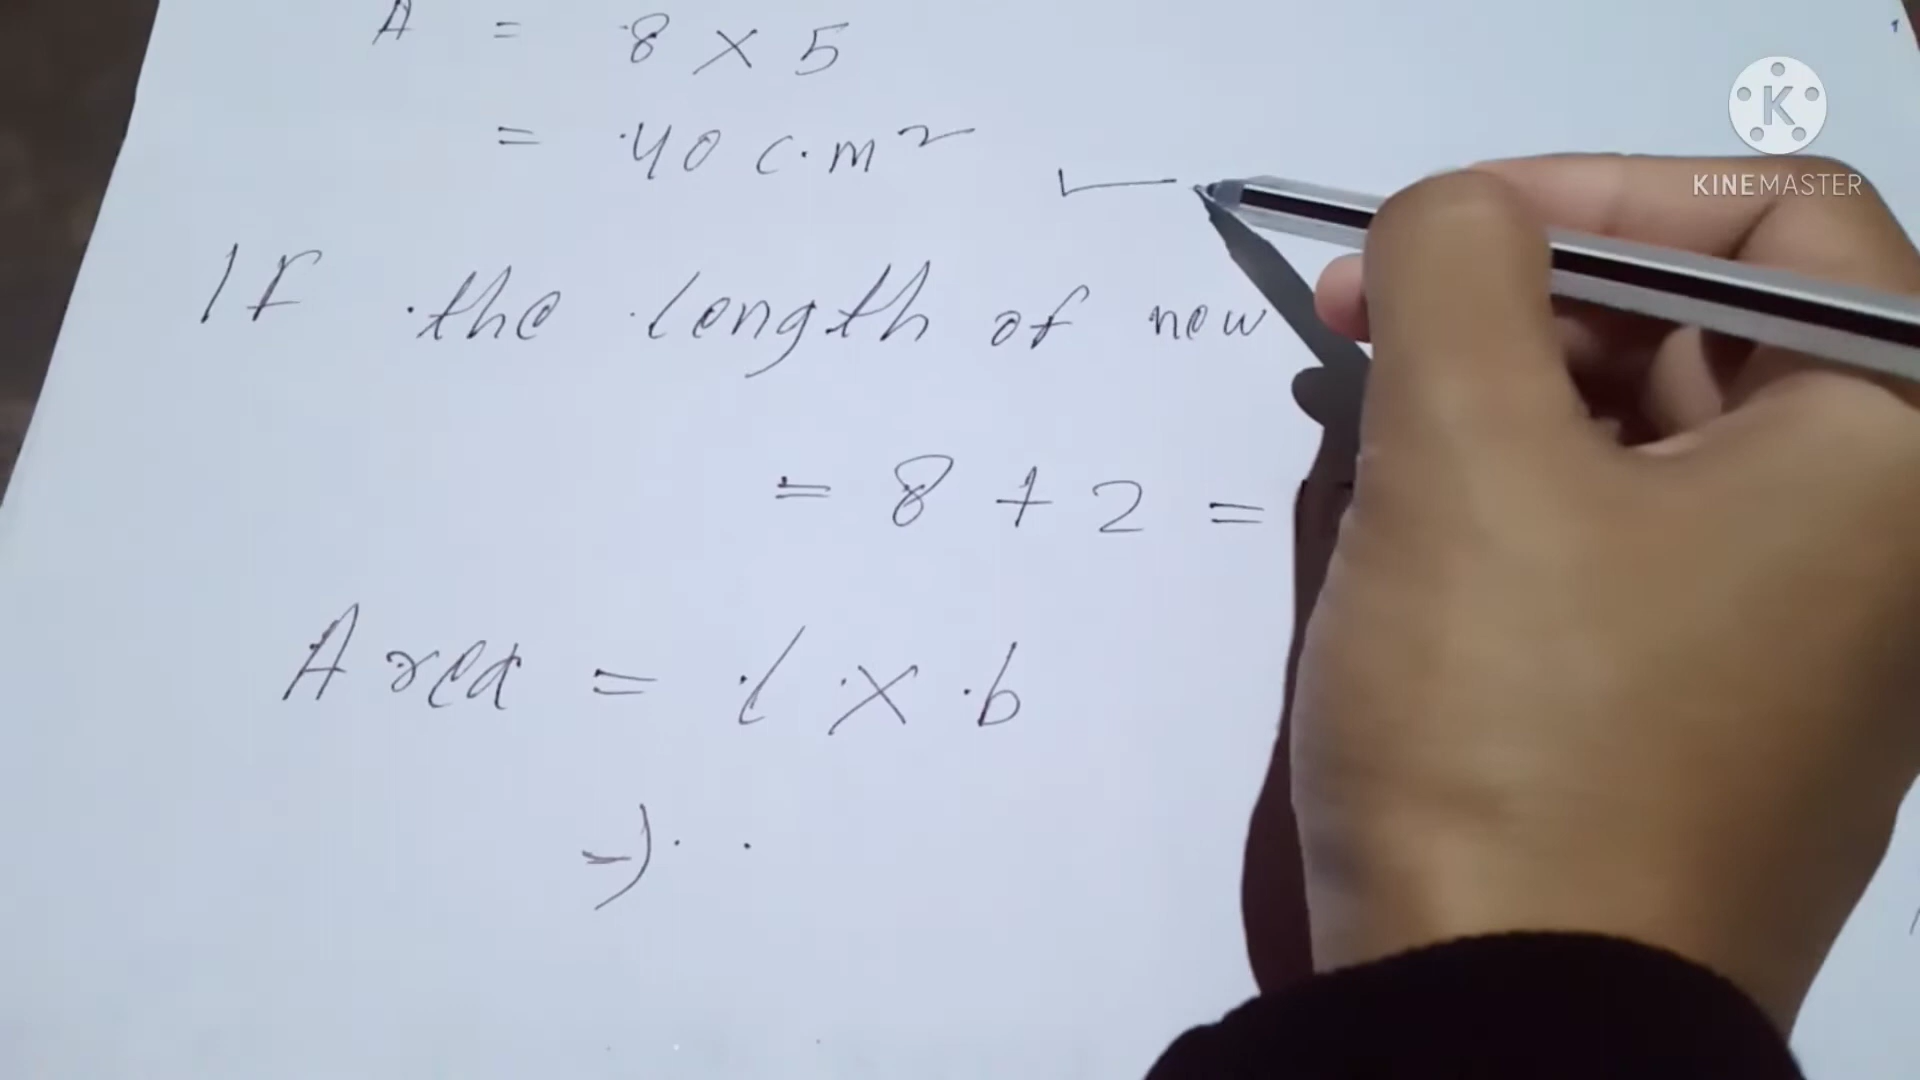 A = 8 × 5
= 40 c.m²
If the length of new
= 8 + 2 =
Area = l × b
K
KINEMASTER